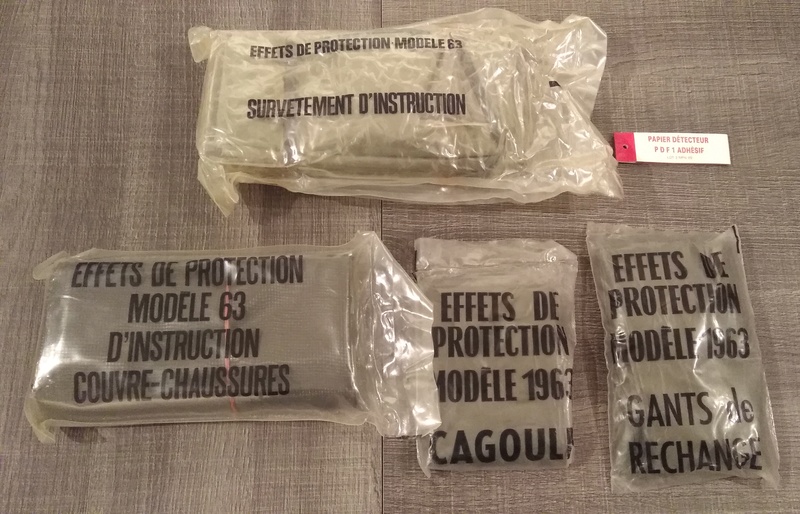 EFFETS DE PROTECTION-MODELE 63
SURVETEMENT D'INSTRUCTION
PAPIER DÉTECTEUR
P D F 1 ADHÉSIF
EFFETS DE PROTECTION
MODÈLE 63
D'INSTRUCTION
COUVRE-CHAUSSURES
EFFETS DE
PROTECTION
MODÈLE 1963
CAGOULE
EFFETS DE
PROTECTION
MODÈLE 1963
GANTS de
RECHANGE